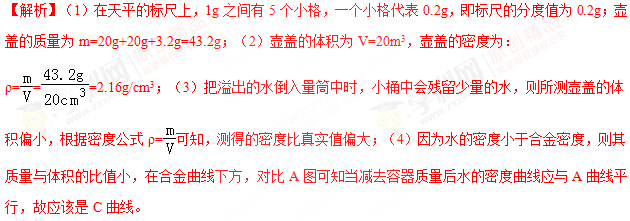 【解析】（1）在天平的标尺上，1g 之间有 5 个小格，一个小格代表 0.2g，即标尺的分度值为 0.2g；壶
盖的质量为 m=20g+20g+3.2g=43.2g；（2）壶盖的体积为 V=20m³，壶盖的密度为：
ρ=m/V=43.2g/20cm³=2.16g/cm³；（3）把溢出的水倒入量筒中时，小桶中会残留少量的水，则所测壶盖的体
积偏小，根据密度公式 ρ=m/V可知，测得的密度比真实值偏大；（4）因为水的密度小于合金密度，则其
质量与体积的比值小，在合金曲线下方，对比 A 图可知当减去容器质量后水的密度曲线应与 A 曲线平
行，故应该是 C 曲线。